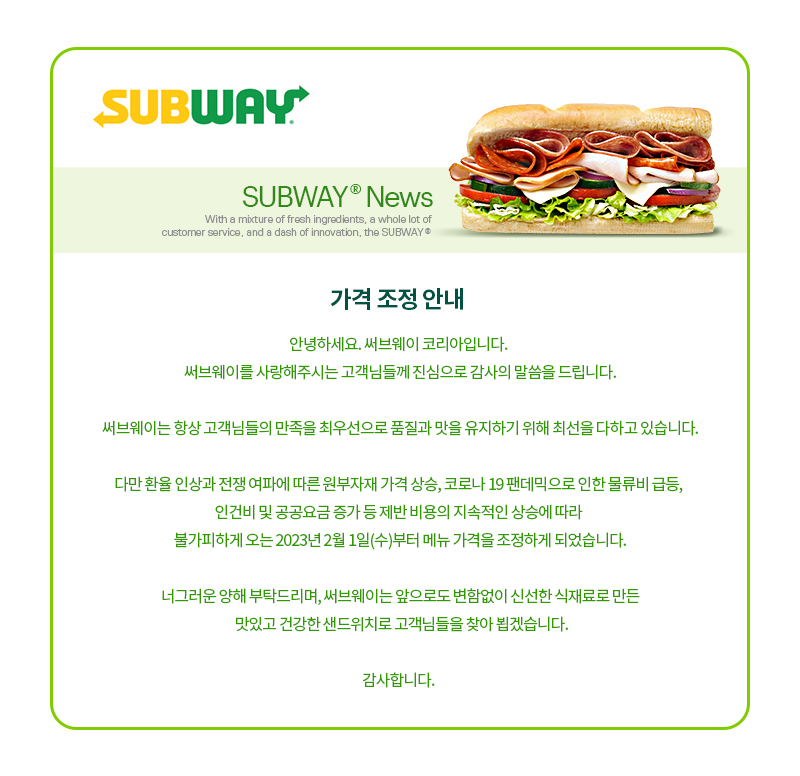 SUBWAY®
SUBWAY® News
With a mixture of fresh ingredients, a whole lot of
customer service, and a dash of innovation, the SUBWAY®
가격 조정 안내
안녕하세요. 써브웨이 코리아입니다.
써브웨이를 사랑해주시는 고객님들께 진심으로 감사의 말씀을 드립니다.
써브웨이는 항상 고객님들의 만족을 최우선으로 품질과 맛을 유지하기 위해 최선을 다하고 있습니다.
다만 환율 인상과 전쟁 여파에 따른 원부자재 가격 상승, 코로나 19 팬데믹으로 인한 물류비 급등,
인건비 및 공공요금 증가 등 제반 비용의 지속적인 상승에 따라
불가피하게 오는 2023년 2월 1일(수)부터 메뉴 가격을 조정하게 되었습니다.
너그러운 양해 부탁드리며, 써브웨이는 앞으로도 변함없이 신선한 식재료로 만든
맛있고 건강한 샌드위치로 고객님들을 찾아 뵙겠습니다.
감사합니다.